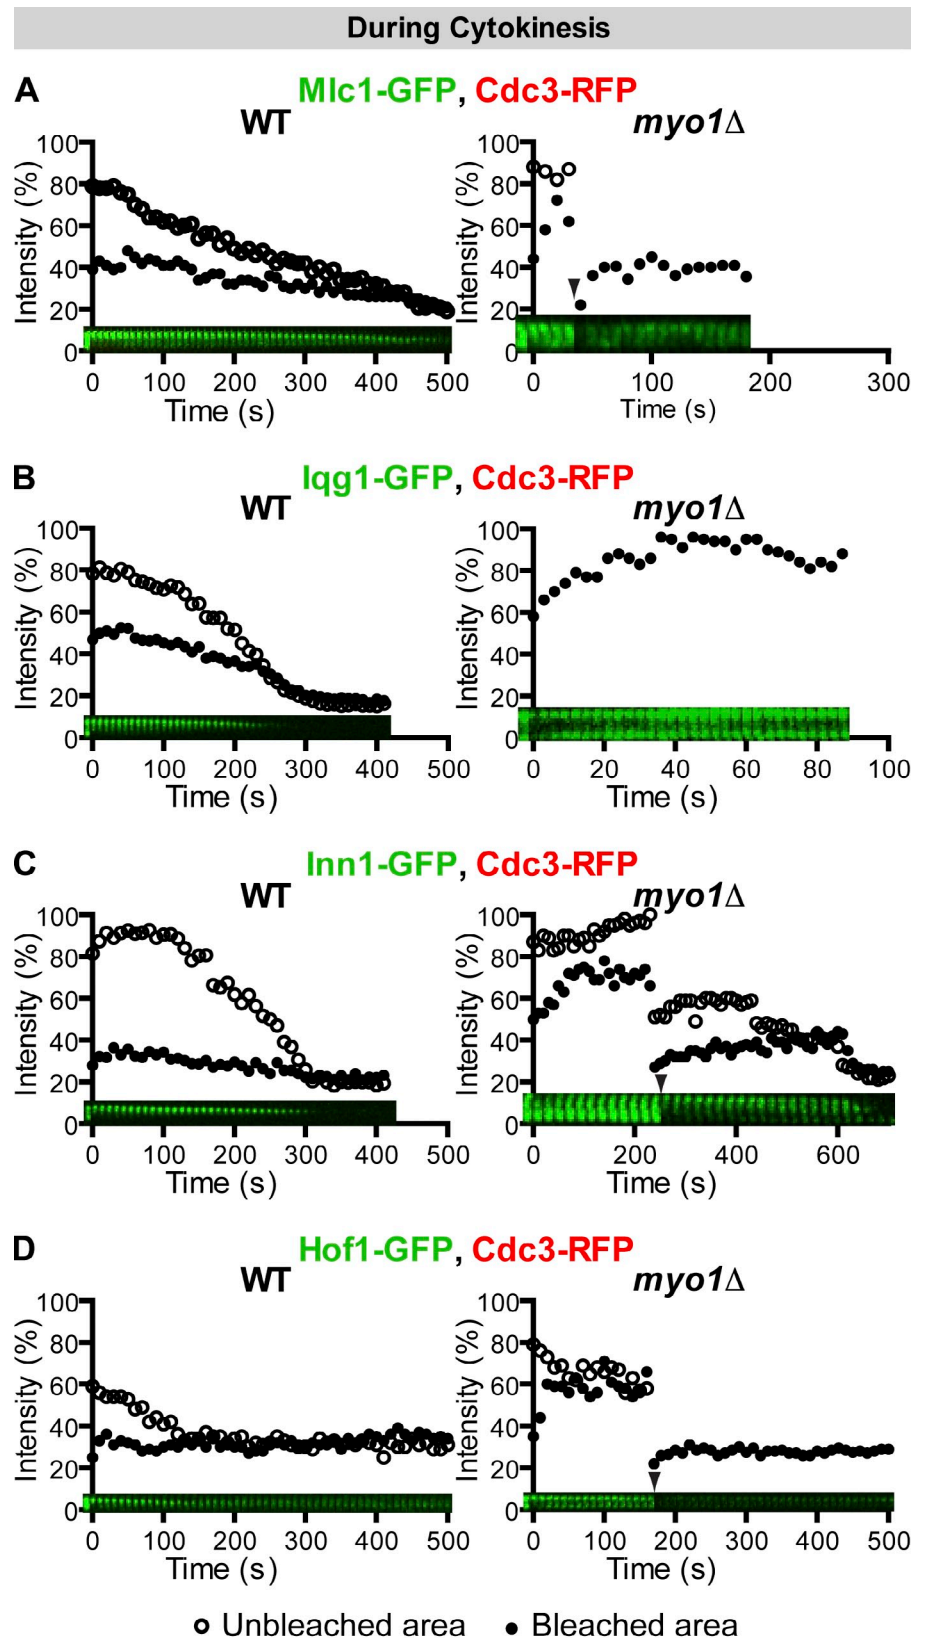 During Cytokinesis
A
Mlc1-GFP, Cdc3-RFP
WT
myo1Δ
Intensity (%)
100
80
60
40
20
0
0 100 200 300 400 500
Time (s)
Intensity (%)
100
80
60
40
20
0
0 100 200 300
Time (s)
B
Iqg1-GFP, Cdc3-RFP
WT
myo1Δ
Intensity (%)
100
80
60
40
20
0
0 100 200 300 400 500
Time (s)
Intensity (%)
100
80
60
40
20
0
0 20 40 60 80 100
Time (s)
C
Inn1-GFP, Cdc3-RFP
WT
myo1Δ
Intensity (%)
100
80
60
40
20
0
0 100 200 300 400 500
Time (s)
Intensity (%)
100
80
60
40
20
0
0 200 400 600
Time (s)
D
Hof1-GFP, Cdc3-RFP
WT
myo1Δ
Intensity (%)
100
80
60
40
20
0
0 100 200 300 400 500
Time (s)
Intensity (%)
100
80
60
40
20
0
0 100 200 300 400 500
Time (s)
Unbleached area
Bleached area